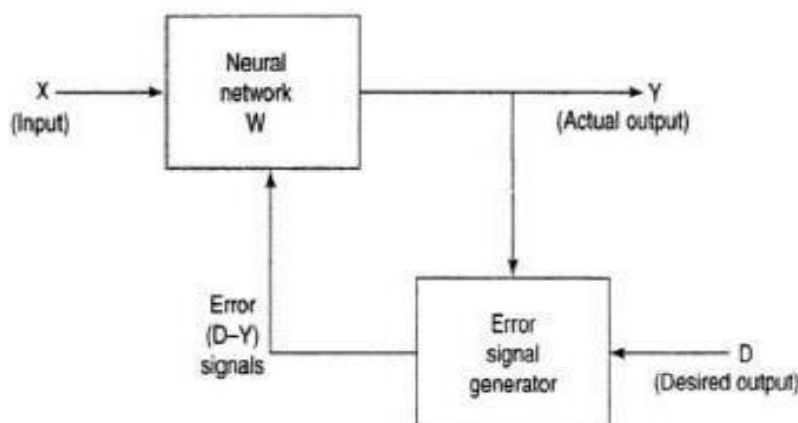 Neural
network
W
X
(Input)
Y
(Actual output)
Error
(D–Y)
signals
Error
signal
generator
D
(Desired output)